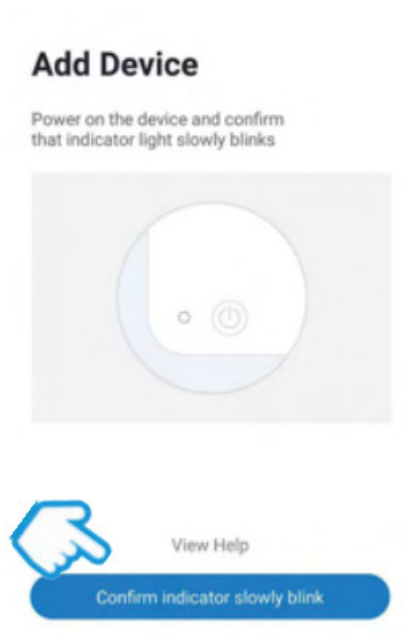 Add Device
Power on the device and confirm
that indicator light slowly blinks
View Help
Confirm indicator slowly blink